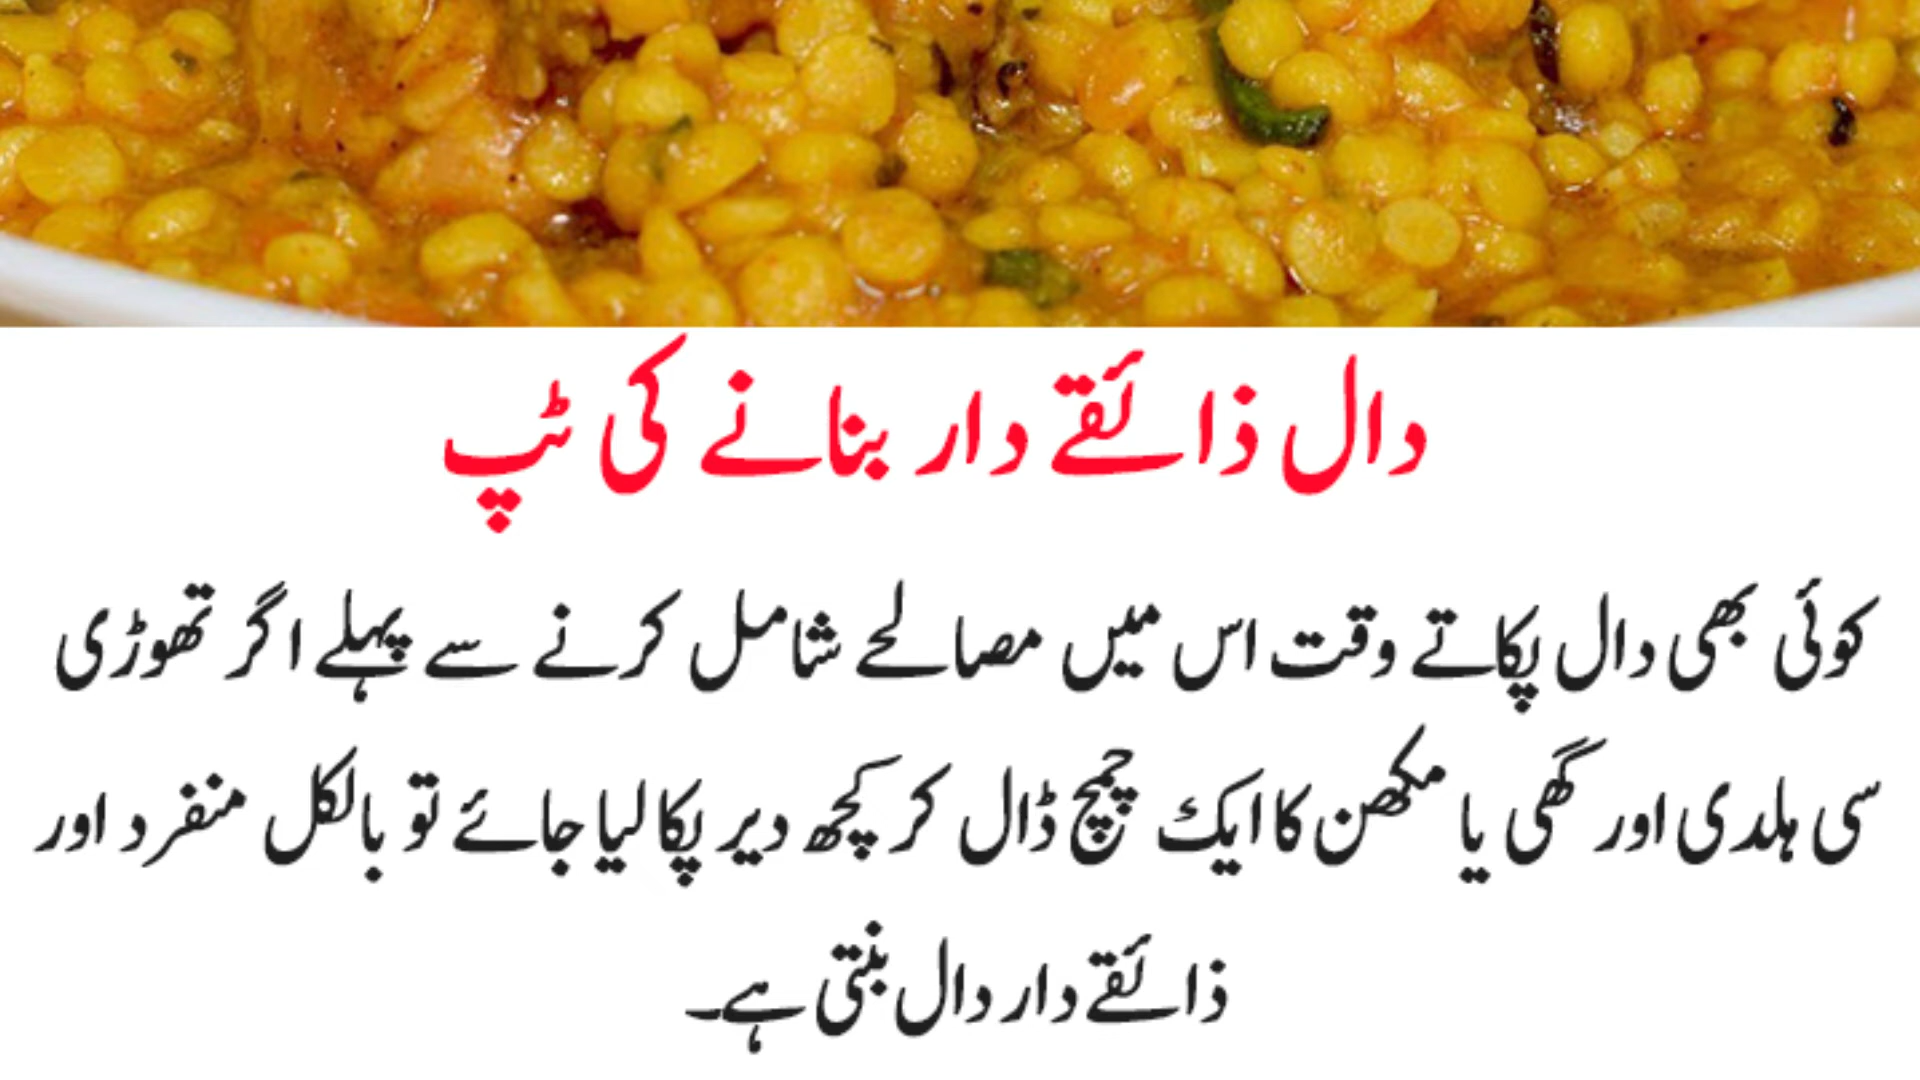 دال ذائقے دار بنانے کی ٹپ
کوئی بھی دال پکاتے وقت اس میں مصالحے شامل کرنے سے پہلے اگر تھوڑی
سی ہلدی اور گھی یا مکھن کا ایک چمچ ڈال کر کچھ دیر پکا لیا جائے تو بالکل منفرد اور
ذائقے دار دال بنتی ہے۔